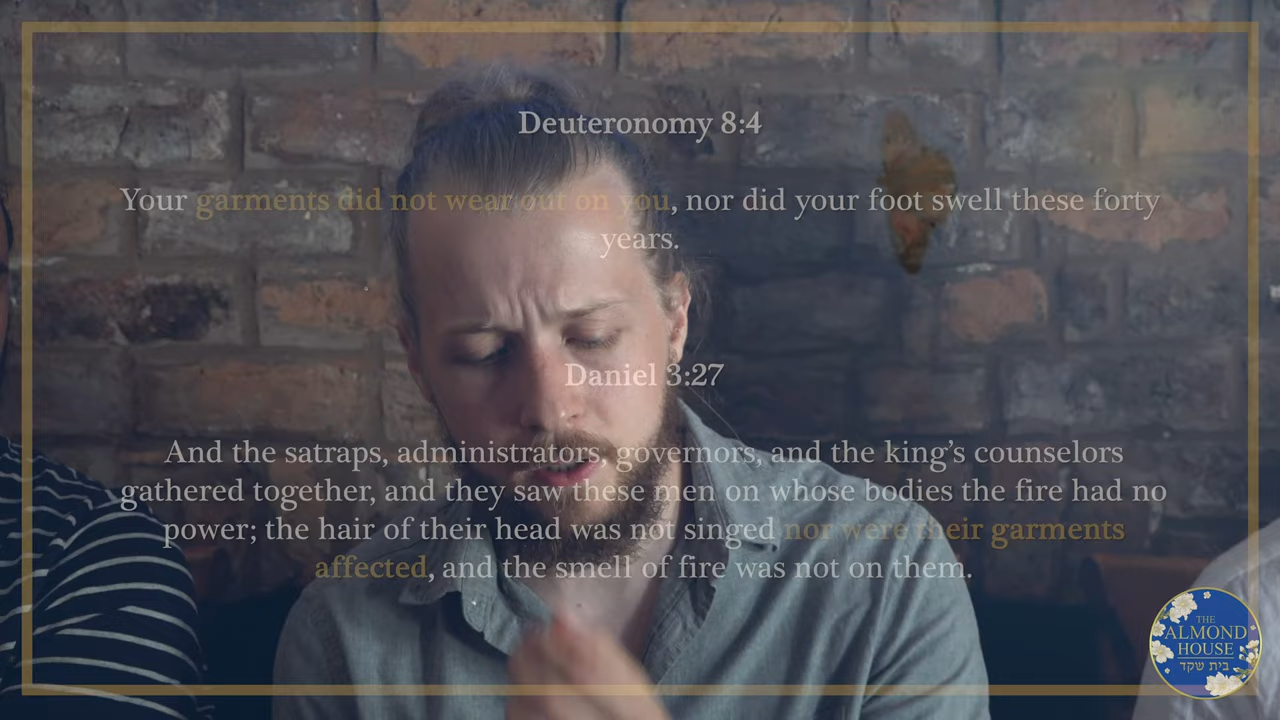 Deuteronomy 8:4
Your garments did not wear out on you, nor did your foot swell these forty
years.
Daniel 3:27
And the satraps, administrators, governors, and the king’s counselors
gathered together, and they saw these men on whose bodies the fire had no
power; the hair of their head was not singed nor were their garments
affected, and the smell of fire was not on them.
THE
ALMOND
HOUSE
בית שקד